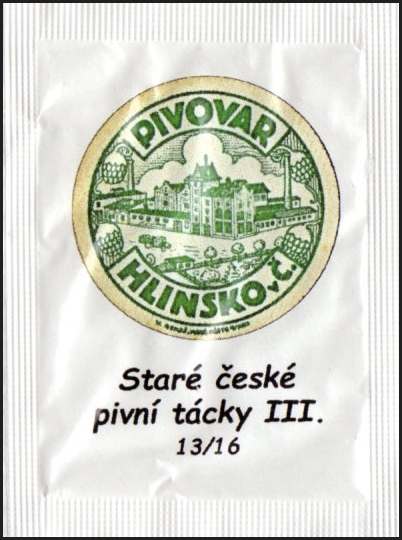 PIVOVAR
HLINSKO v Č.
Staré české
pivní tácky III.
13/16